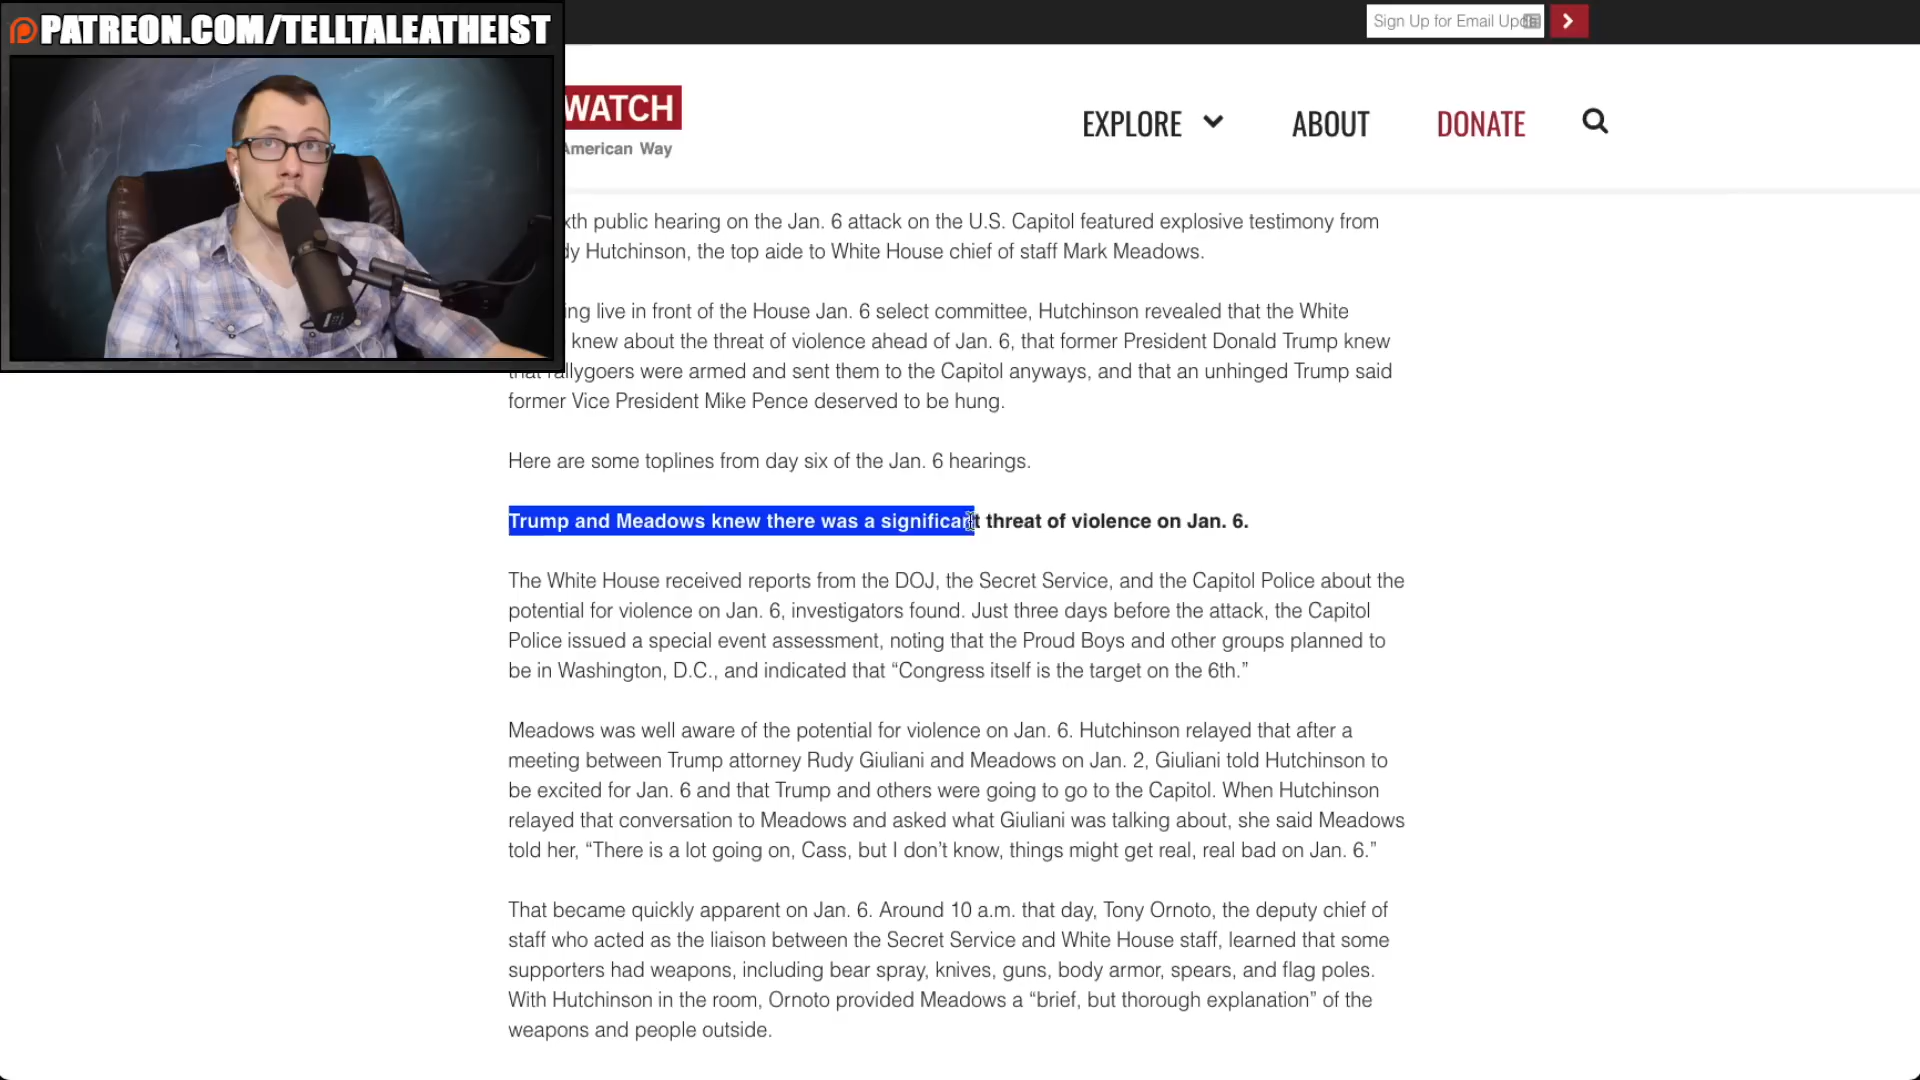 PATREON.COM/TELLTALEATHEIST
Sign Up for Email Upda
WATCH
American Way
EXPLORE
ABOUT
DONATE
xth public hearing on the Jan. 6 attack on the U.S. Capitol featured explosive testimony from
dy Hutchinson, the top aide to White House chief of staff Mark Meadows.
ing live in front of the House Jan. 6 select committee, Hutchinson revealed that the White
knew about the threat of violence ahead of Jan. 6, that former President Donald Trump knew
that rallygoers were armed and sent them to the Capitol anyways, and that an unhinged Trump said
former Vice President Mike Pence deserved to be hung.
Here are some toplines from day six of the Jan. 6 hearings.
Trump and Meadows knew there was a significant threat of violence on Jan. 6.
The White House received reports from the DOJ, the Secret Service, and the Capitol Police about the
potential for violence on Jan. 6, investigators found. Just three days before the attack, the Capitol
Police issued a special event assessment, noting that the Proud Boys and other groups planned to
be in Washington, D.C., and indicated that “Congress itself is the target on the 6th.”
Meadows was well aware of the potential for violence on Jan. 6. Hutchinson relayed that after a
meeting between Trump attorney Rudy Giuliani and Meadows on Jan. 2, Giuliani told Hutchinson to
be excited for Jan. 6 and that Trump and others were going to go to the Capitol. When Hutchinson
relayed that conversation to Meadows and asked what Giuliani was talking about, she said Meadows
told her, “There is a lot going on, Cass, but I don’t know, things might get real, real bad on Jan. 6.”
That became quickly apparent on Jan. 6. Around 10 a.m. that day, Tony Ornoto, the deputy chief of
staff who acted as the liaison between the Secret Service and White House staff, learned that some
supporters had weapons, including bear spray, knives, guns, body armor, spears, and flag poles.
With Hutchinson in the room, Ornoto provided Meadows a “brief, but thorough explanation” of the
weapons and people outside.